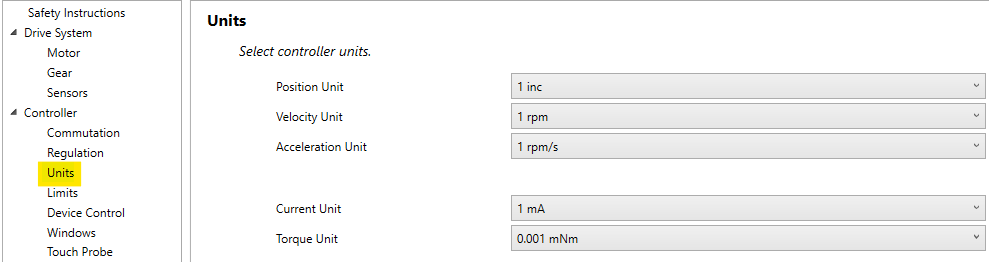 Safety Instructions
Drive System
Motor
Gear
Sensors
Controller
Commutation
Regulation
Units
Limits
Device Control
Windows
Touch Probe
Units
Select controller units.
Position Unit 1 inc
Velocity Unit 1 rpm
Acceleration Unit 1 rpm/s
Current Unit 1 mA
Torque Unit 0.001 mNm